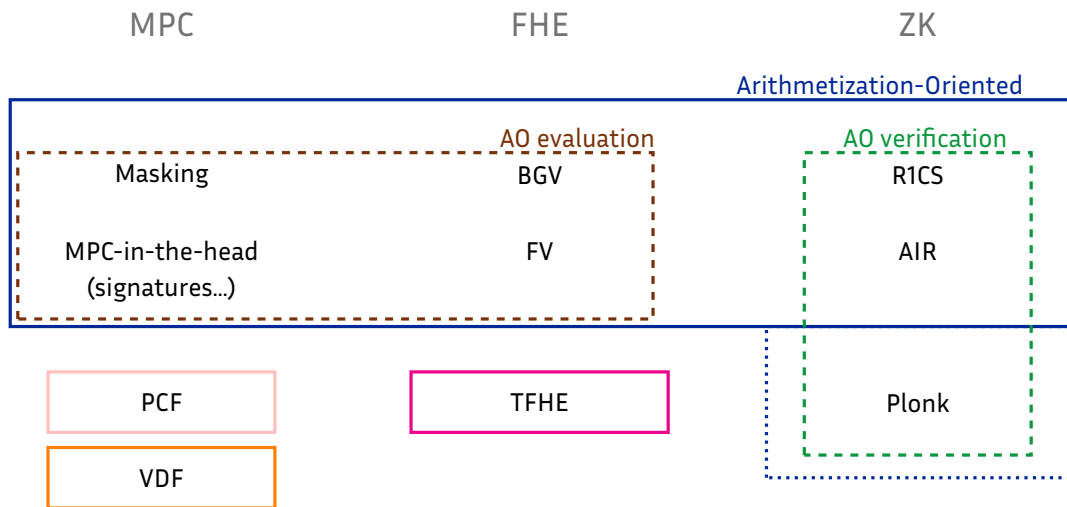 MPC FHE ZK
Arithmetization-Oriented
AO evaluation AO verification
Masking BGV R1CS
MPC-in-the-head FV AIR
(signatures...)
PCF TFHE Plonk
VDF